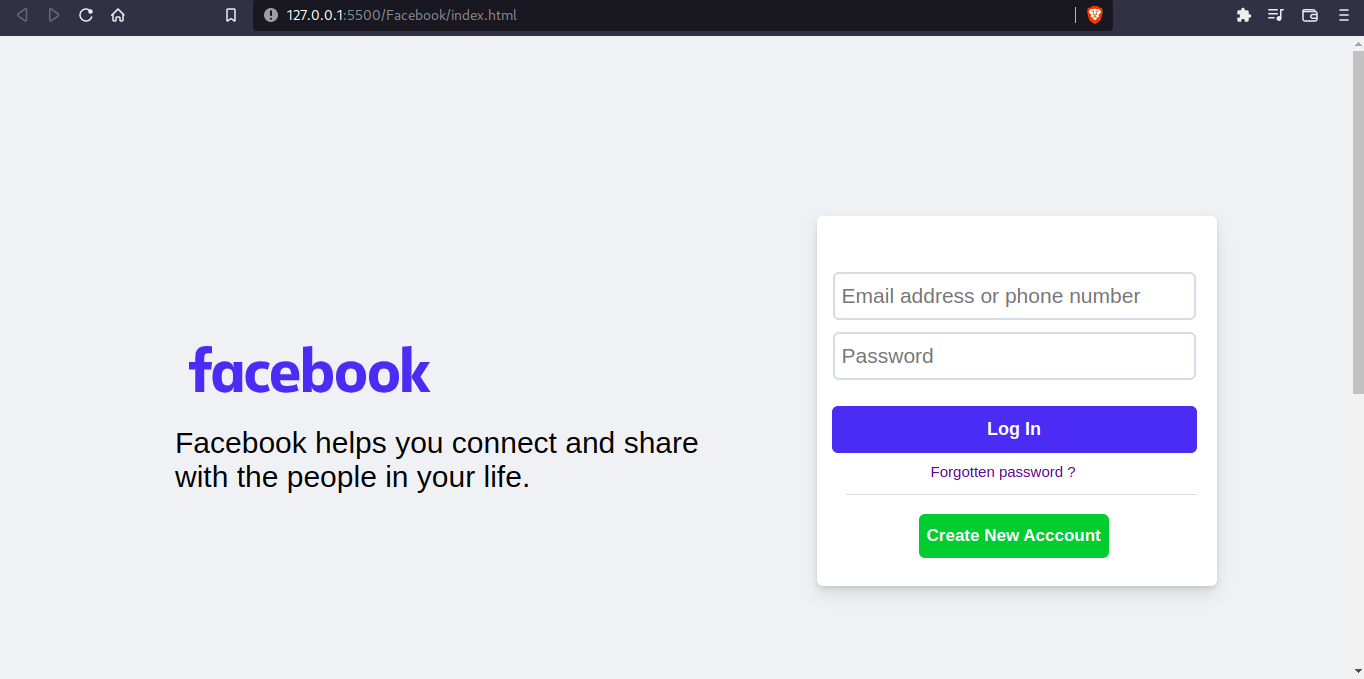 127.0.0.1:5500/Facebook/index.html
facebook
Facebook helps you connect and share
with the people in your life.
Email address or phone number
Password
Log In
Forgotten password ?
Create New Acccount